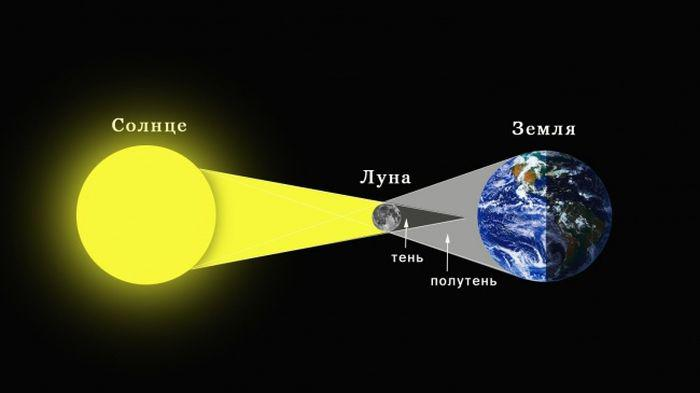 Солнце
Земля
Луна
тень
полутень